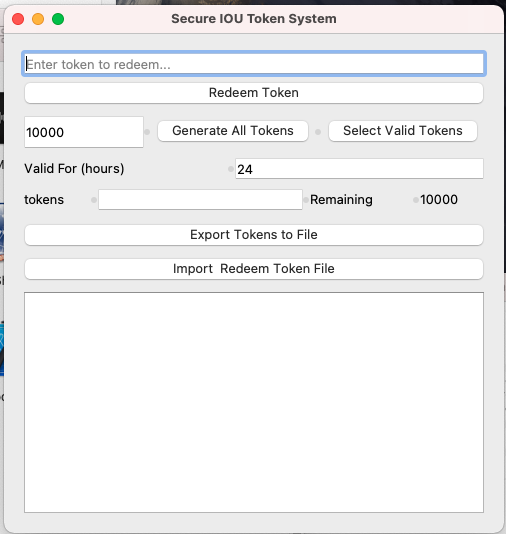 Secure IOU Token System
Enter token to redeem...
Redeem Token
10000 Generate All Tokens Select Valid Tokens
Valid For (hours) 24
tokens Remaining 10000
Export Tokens to File
Import  Redeem Token File